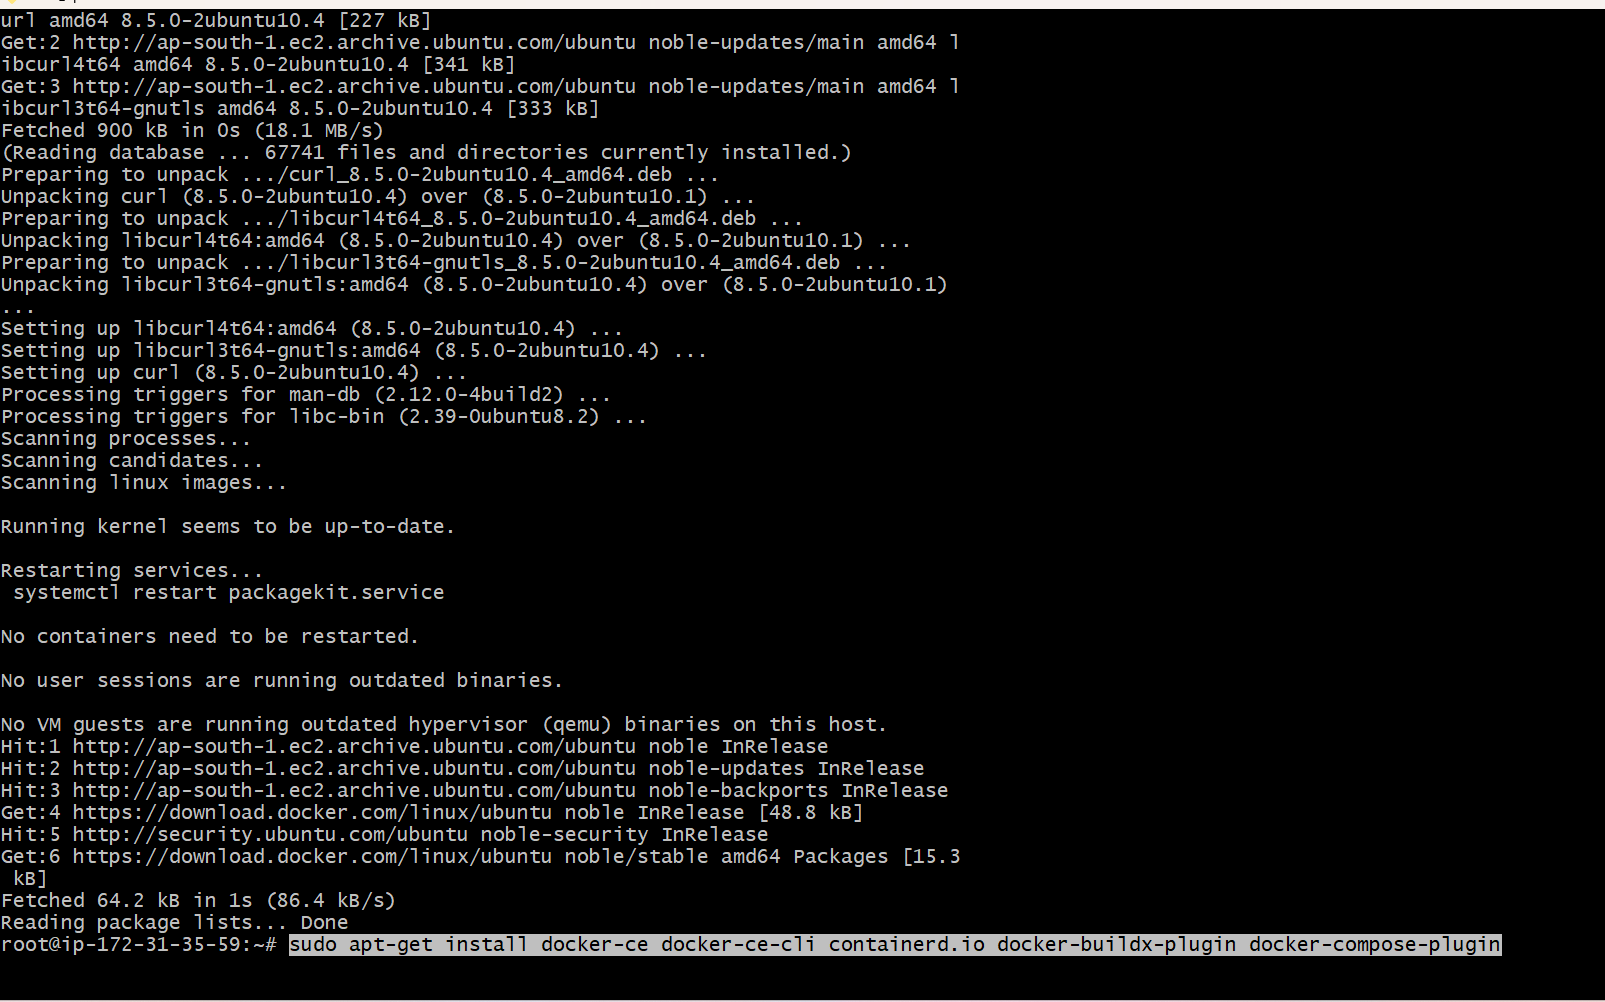 url amd64 8.5.0-2ubuntu10.4 [227 kB]
Get:2 http://ap-south-1.ec2.archive.ubuntu.com/ubuntu noble-updates/main amd64 l
ibcurl4t64 amd64 8.5.0-2ubuntu10.4 [341 kB]
Get:3 http://ap-south-1.ec2.archive.ubuntu.com/ubuntu noble-updates/main amd64 l
ibcurl3t64-gnutls amd64 8.5.0-2ubuntu10.4 [333 kB]
Fetched 900 kB in 0s (18.1 MB/s)
(Reading database ... 67741 files and directories currently installed.)
Preparing to unpack .../curl_8.5.0-2ubuntu10.4_amd64.deb ...
Unpacking curl (8.5.0-2ubuntu10.4) over (8.5.0-2ubuntu10.1) ...
Preparing to unpack .../libcurl4t64_8.5.0-2ubuntu10.4_amd64.deb ...
Unpacking libcurl4t64:amd64 (8.5.0-2ubuntu10.4) over (8.5.0-2ubuntu10.1) ...
Preparing to unpack .../libcurl3t64-gnutls_8.5.0-2ubuntu10.4_amd64.deb ...
Unpacking libcurl3t64-gnutls:amd64 (8.5.0-2ubuntu10.4) over (8.5.0-2ubuntu10.1)
...
Setting up libcurl4t64:amd64 (8.5.0-2ubuntu10.4) ...
Setting up libcurl3t64-gnutls:amd64 (8.5.0-2ubuntu10.4) ...
Setting up curl (8.5.0-2ubuntu10.4) ...
Processing triggers for man-db (2.12.0-4build2) ...
Processing triggers for libc-bin (2.39-0ubuntu8.2) ...
Scanning processes...
Scanning candidates...
Scanning linux images...
Running kernel seems to be up-to-date.
Restarting services...
 systemctl restart packagekit.service
No containers need to be restarted.
No user sessions are running outdated binaries.
No VM guests are running outdated hypervisor (qemu) binaries on this host.
Hit:1 http://ap-south-1.ec2.archive.ubuntu.com/ubuntu noble InRelease
Hit:2 http://ap-south-1.ec2.archive.ubuntu.com/ubuntu noble-updates InRelease
Hit:3 http://ap-south-1.ec2.archive.ubuntu.com/ubuntu noble-backports InRelease
Get:4 https://download.docker.com/linux/ubuntu noble InRelease [48.8 kB]
Hit:5 http://security.ubuntu.com/ubuntu noble-security InRelease
Get:6 https://download.docker.com/linux/ubuntu noble/stable amd64 Packages [15.3
 kB]
Fetched 64.2 kB in 1s (86.4 kB/s)
Reading package lists... Done
root@ip-172-31-35-59:~# sudo apt-get install docker-ce docker-ce-cli containerd.io docker-buildx-plugin docker-compose-plugin